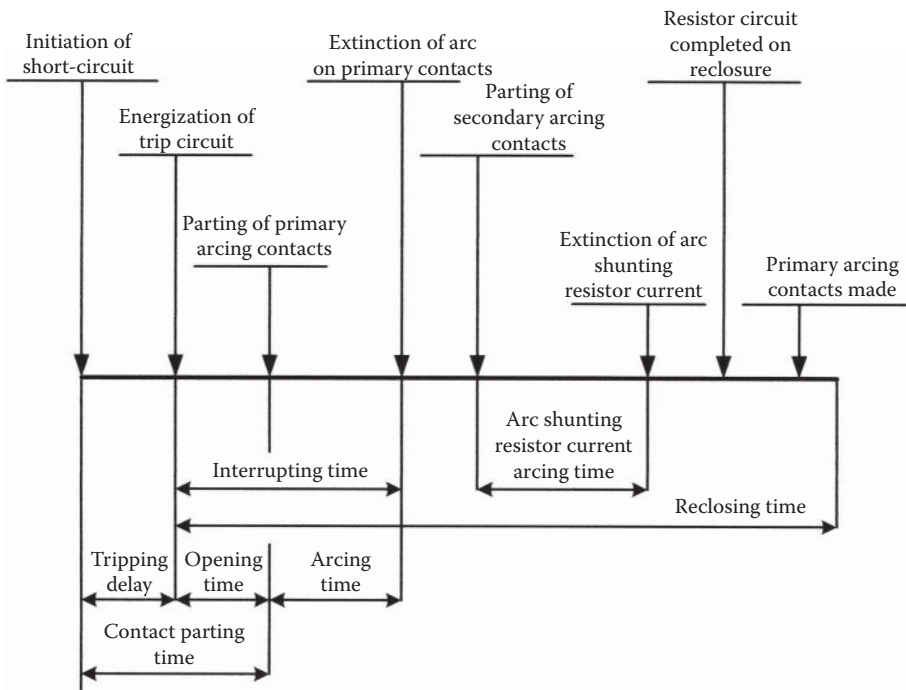 Initiation of
short-circuit
Energization of
trip circuit
Parting of primary
arcing contacts
Extinction of arc
on primary contacts
Parting of
secondary arcing
contacts
Extinction of arc
shunting
resistor current
Resistor circuit
completed on
reclosure
Primary arcing
contacts made
Interrupting time
Arc shunting
resistor current
arcing time
Reclosing time
Tripping
delay
Opening
time
Arcing
time
Contact parting
time